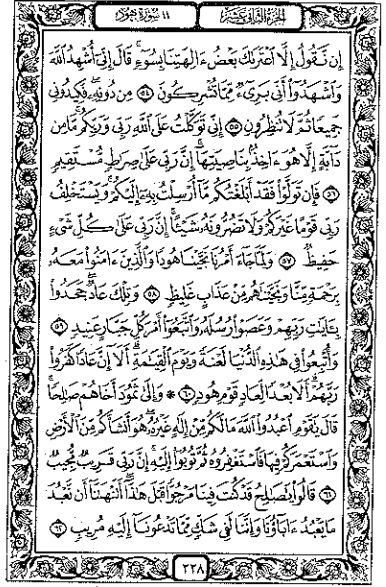 الجزء الثاني عشر ١١ سورة هود
إِن نَّقُولُ إِلَّا ٱعْتَرَىٰكَ بَعْضُ ءَالِهَتِنَا بِسُوٓءٍ ۗ قَالَ إِنِّىٓ أُشْهِدُ ٱللَّهَ
وَٱشْهَدُوٓا۟ أَنِّى بَرِىٓءٌ مِّمَّا تُشْرِكُونَ ٥٤ مِن دُونِهِۦ ۖ فَكِيدُونِى
جَمِيعًا ثُمَّ لَا تُنظِرُونِ ٥٥ إِنِّى تَوَكَّلْتُ عَلَى ٱللَّهِ رَبِّى وَرَبِّكُم ۚ مَّا مِن
دَآبَّةٍ إِلَّا هُوَ ءَاخِذٌۢ بِنَاصِيَتِهَآ ۚ إِنَّ رَبِّى عَلَىٰ صِرَٰطٍ مُّسْتَقِيمٍ
٥٦ فَإِن تَوَلَّوْا۟ فَقَدْ أَبْلَغْتُكُم مَّآ أُرْسِلْتُ بِهِۦٓ إِلَيْكُمْ ۚ وَيَسْتَخْلِفُ
رَبِّى قَوْمًا غَيْرَكُمْ وَلَا تَضُرُّونَهُۥ شَيْـًٔا ۚ إِنَّ رَبِّى عَلَىٰ كُلِّ شَىْءٍ
حَفِيظٌ ٥٧ وَلَمَّا جَآءَ أَمْرُنَا نَجَّيْنَا هُودًا وَٱلَّذِينَ ءَامَنُوا۟ مَعَهُۥ
بِرَحْمَةٍ مِّنَّا وَنَجَّيْنَٰهُم مِّنْ عَذَابٍ غَلِيظٍ ٥٨ وَتِلْكَ عَادٌ ۖ جَحَدُوا۟
بِـَٔايَٰتِ رَبِّهِمْ وَعَصَوْا۟ رُسُلَهُۥ وَٱتَّبَعُوٓا۟ أَمْرَ كُلِّ جَبَّارٍ عَنِيدٍ ٥٩
وَأُتْبِعُوا۟ فِى هَٰذِهِ ٱلدُّنْيَا لَعْنَةً وَيَوْمَ ٱلْقِيَٰمَةِ ۗ أَلَآ إِنَّ عَادًا كَفَرُوا۟
رَبَّهُمْ ۗ أَلَا بُعْدًا لِّعَادٍ قَوْمِ هُودٍ ٦٠ ۞ وَإِلَىٰ ثَمُودَ أَخَاهُمْ صَٰلِحًا ۚ
قَالَ يَٰقَوْمِ ٱعْبُدُوا۟ ٱللَّهَ مَا لَكُم مِّنْ إِلَٰهٍ غَيْرُهُۥ ۖ هُوَ أَنشَأَكُم مِّنَ ٱلْأَرْضِ
وَٱسْتَعْمَرَكُمْ فِيهَا فَٱسْتَغْفِرُوهُ ثُمَّ تُوبُوٓا۟ إِلَيْهِ ۚ إِنَّ رَبِّى قَرِيبٌ مُّجِيبٌ
٦١ قَالُوا۟ يَٰصَٰلِحُ قَدْ كُنتَ فِينَا مَرْجُوًّا قَبْلَ هَٰذَآ ۖ أَتَنْهَىٰنَآ أَن نَّعْبُدَ
مَا يَعْبُدُ ءَابَآؤُنَا وَإِنَّنَا لَفِى شَكٍّ مِّمَّا تَدْعُونَآ إِلَيْهِ مُرِيبٍ ٦٢
٢٢٨